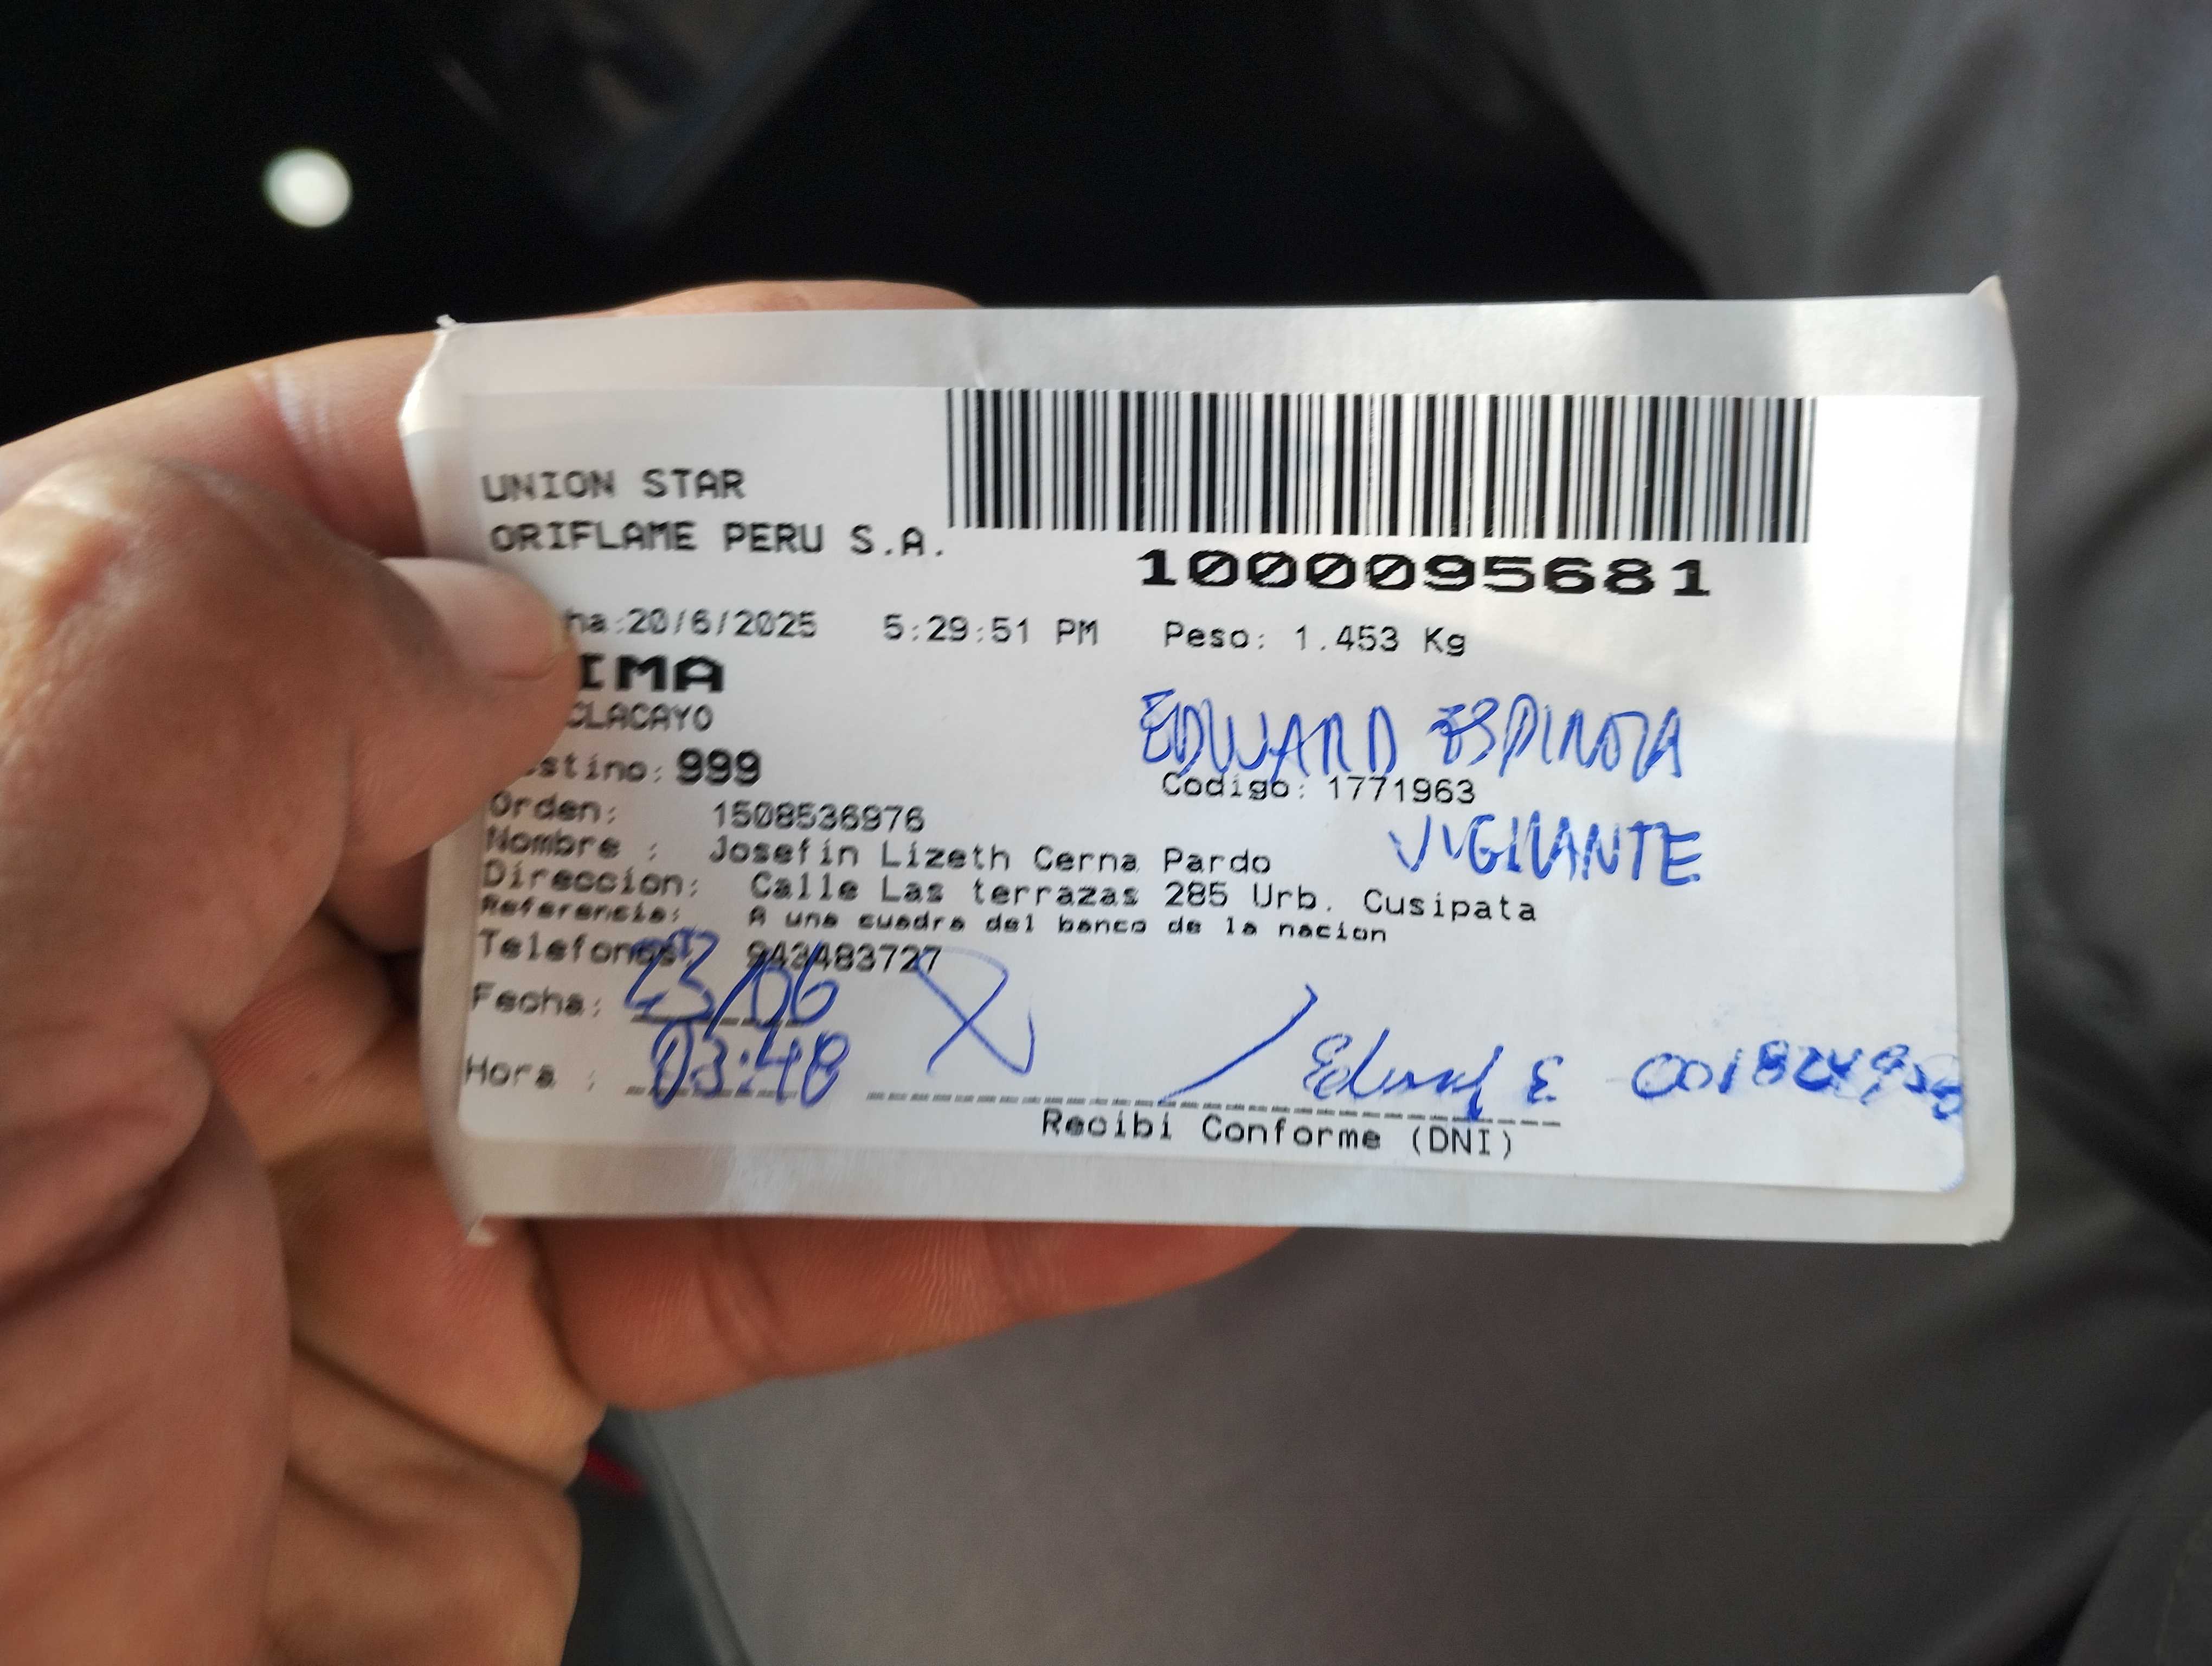 UNION STAR
ORIFLAME PERU S.A.
1000095681
ha:20/6/2025 5:29:51 PM Peso: 1.453 Kg
IMA
CLACAYO
EDWARD ESPINOZA
stino: 999
Codigo: 1771963
Orden: 1508536976
VIGILANTE
Nombre : Josefin Lizeth Cerna Pardo
Direccion: Calle Las terrazas 285 Urb. Cusipata
Referencia: A una cuadra del banco de la nacion
Telefonos: 943483727
Fecha: 23/06
Hora : 03:48
Edward E
Recibi Conforme (DNI)